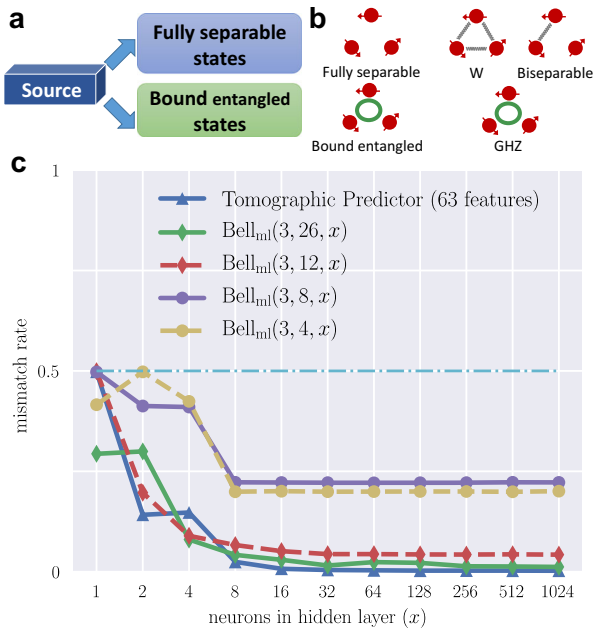 a
Source
Fully separable
states
Bound entangled
states
b
Fully separable
W
Biseparable
Bound entangled
GHZ
c
1
0.5
0
mismatch rate
Tomographic Predictor (63 features)
Bell_ml(3, 26, x)
Bell_ml(3, 12, x)
Bell_ml(3, 8, x)
Bell_ml(3, 4, x)
1 2 4 8 16 32 64 128 256 512 1024
neurons in hidden layer (x)